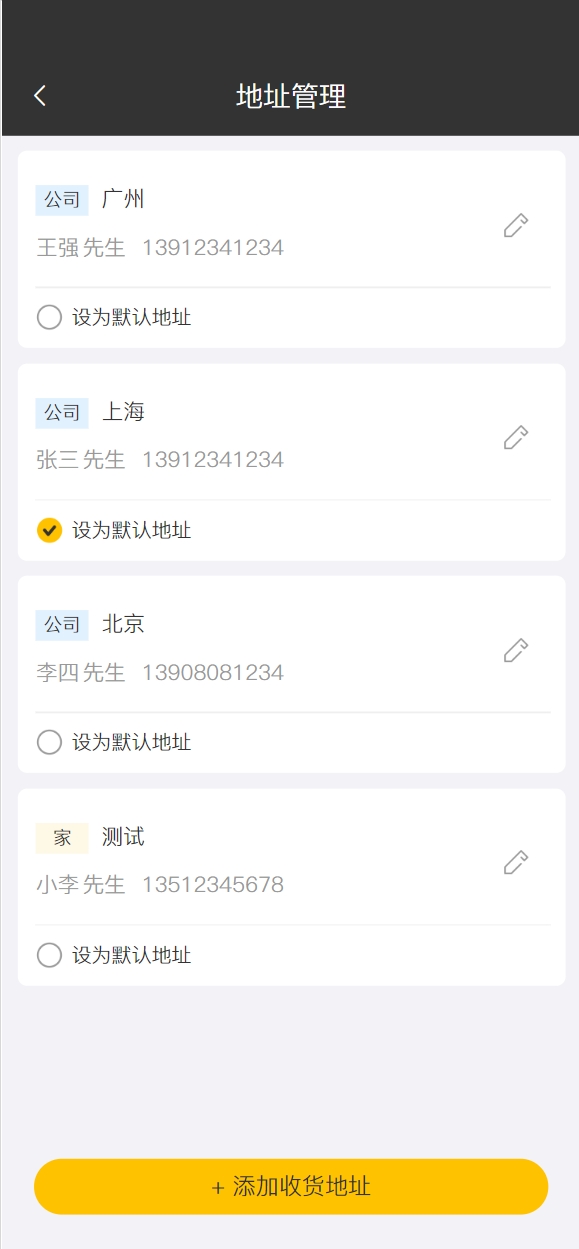 地址管理
公司 广州
王强先生 13912341234
设为默认地址
公司 上海
张三先生 13912341234
设为默认地址
公司 北京
李四先生 13908081234
设为默认地址
家 测试
小李先生 13512345678
设为默认地址
+ 添加收货地址